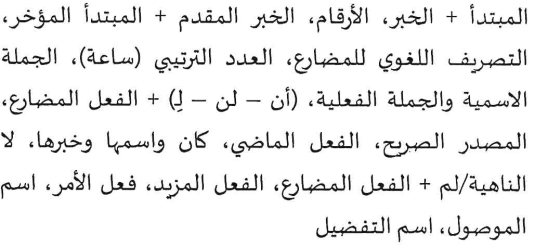 المبتدأ + الخبر، الأرقام، الخبر المقدم + المبتدأ المؤخر،
التصريف اللغوي للمضارع، العدد الترتيبي (ساعة)، الجملة
الاسمية والجملة الفعلية، (أن – لن – لِ) + الفعل المضارع،
المصدر الصريح، الفعل الماضي، كان واسمها وخبرها، لا
الناهية/لم + الفعل المضارع، الفعل المزيد، فعل الأمر، اسم
الموصول، اسم التفضيل